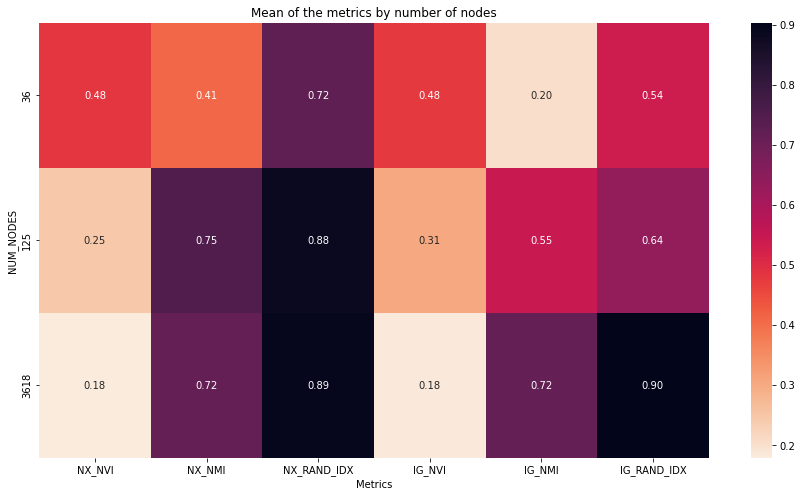 Mean of the metrics by number of nodes
NUM_NODES
36
0.48 0.41 0.72 0.48 0.20 0.54
125
0.25 0.75 0.88 0.31 0.55 0.64
3618
0.18 0.72 0.89 0.18 0.72 0.90
NX_NVI NX_NMI NX_RAND_IDX IG_NVI IG_NMI IG_RAND_IDX
Metrics
0.9
0.8
0.7
0.6
0.5
0.4
0.3
0.2